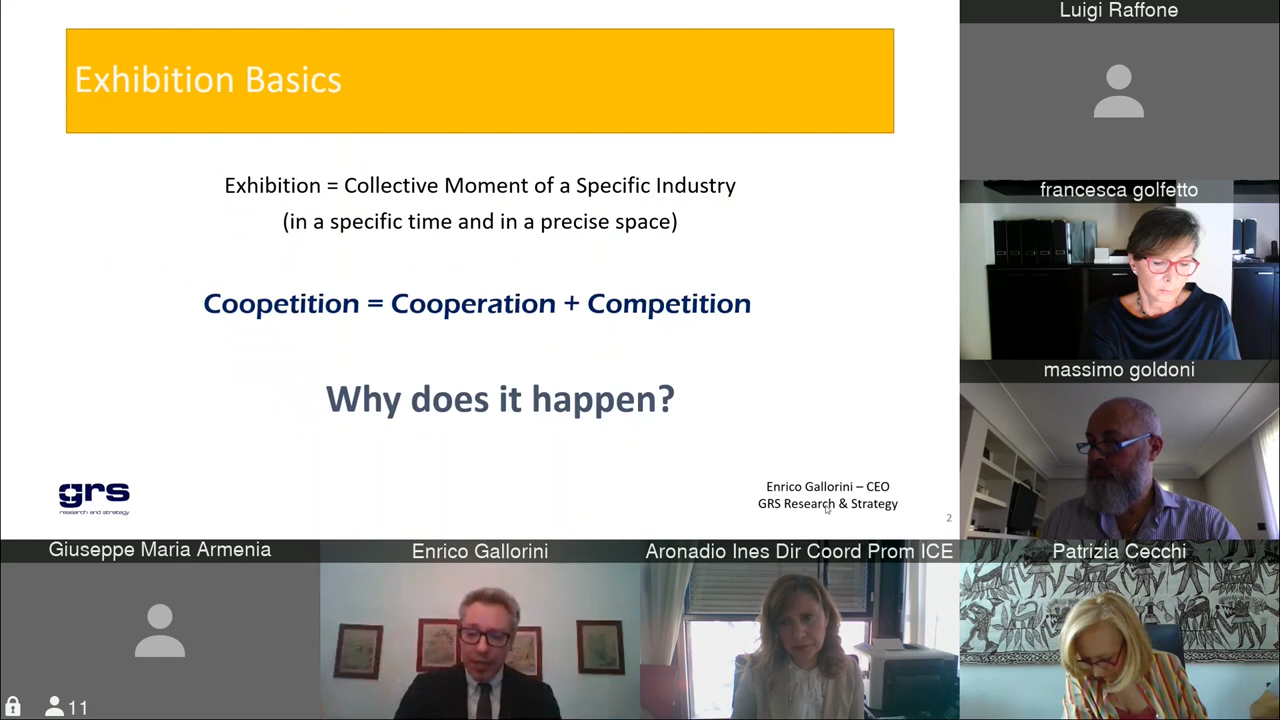 Exhibition Basics
Exhibition = Collective Moment of a Specific Industry
(in a specific time and in a precise space)
Coopetition = Cooperation + Competition
Why does it happen?
grs
research and strategy
Enrico Gallorini – CEO
GRS Research & Strategy
2
Luigi Raffone
francesca golfetto
massimo goldoni
Giuseppe Maria Armenia
Enrico Gallorini
Aronadio Ines Dir Coord Prom ICE
Patrizia Cecchi
11